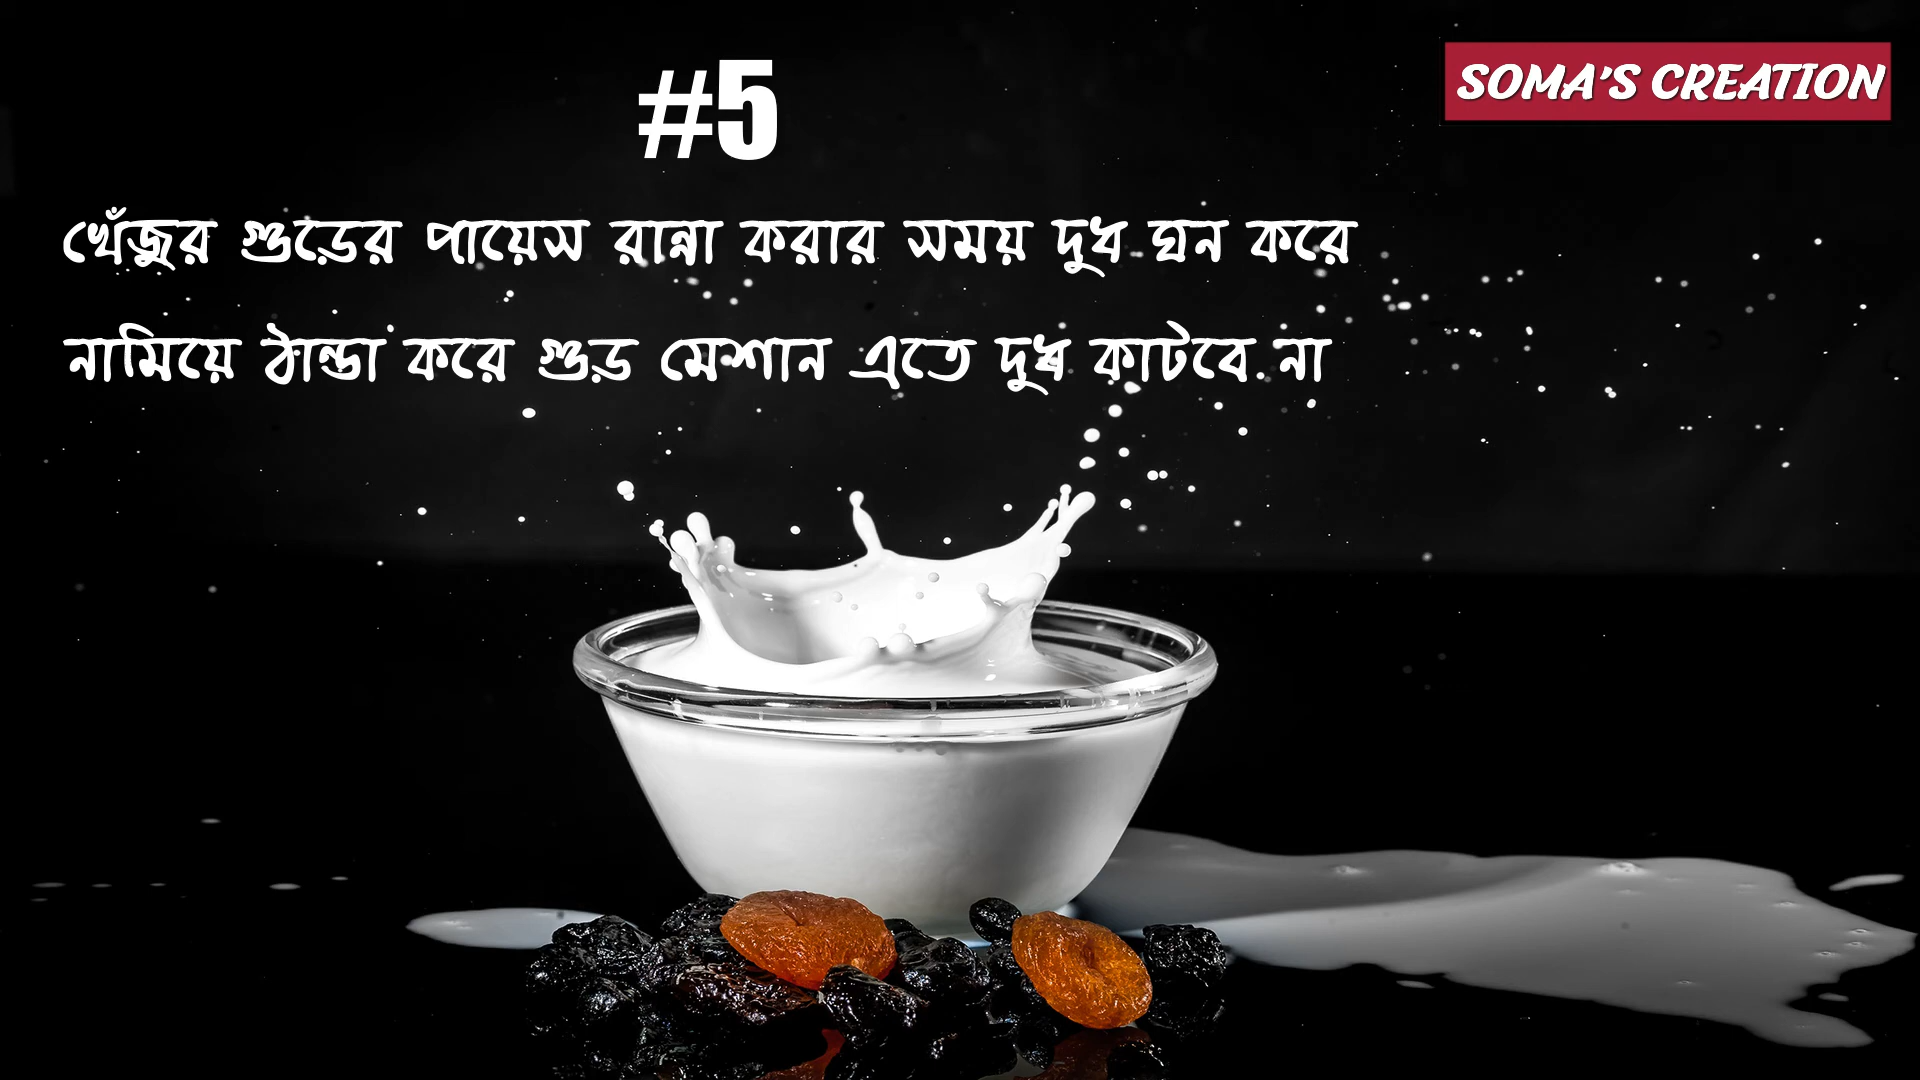 #5
SOMA'S CREATION
খেঁজুর গুড়ের পায়েস রান্না করার সময় দুধ ঘন করে
নামিয়ে ঠান্ডা করে গুড় মেশান এতে দুধ কাটবে না